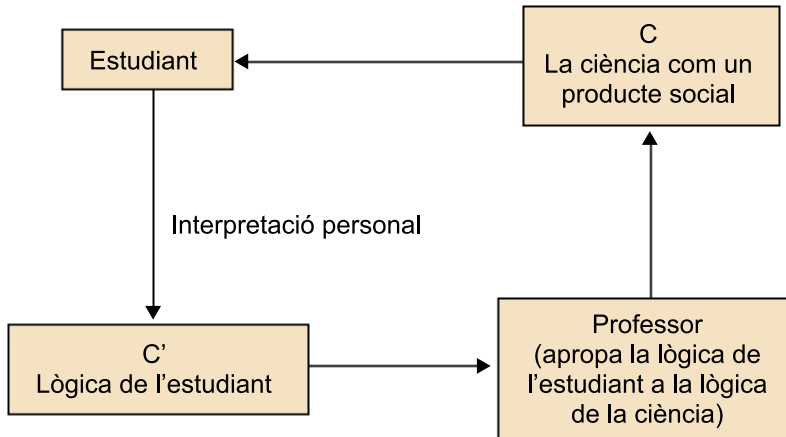 Estudiant
C
La ciència com un
producte social
Interpretació personal
C’
Lògica de l’estudiant
Professor
(apropa la lògica de
l’estudiant a la lògica
de la ciència)